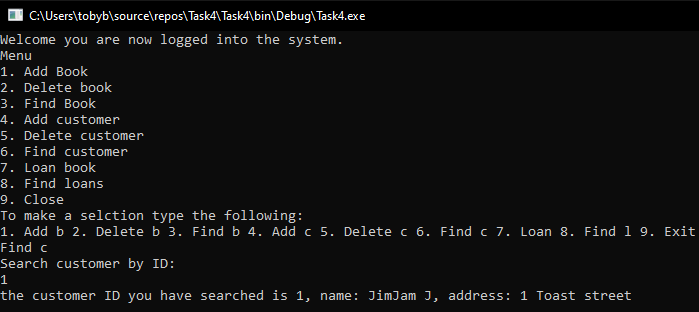 C:\Users\tobyb\source\repos\Task4\Task4\bin\Debug\Task4.exe
Welcome you are now logged into the system.
Menu
1. Add Book
2. Delete book
3. Find Book
4. Add customer
5. Delete customer
6. Find customer
7. Loan book
8. Find loans
9. Close
To make a selction type the following:
1. Add b 2. Delete b 3. Find b 4. Add c 5. Delete c 6. Find c 7. Loan 8. Find l 9. Exit
Find c
Search customer by ID:
1
the customer ID you have searched is 1, name: JimJam J, address: 1 Toast street